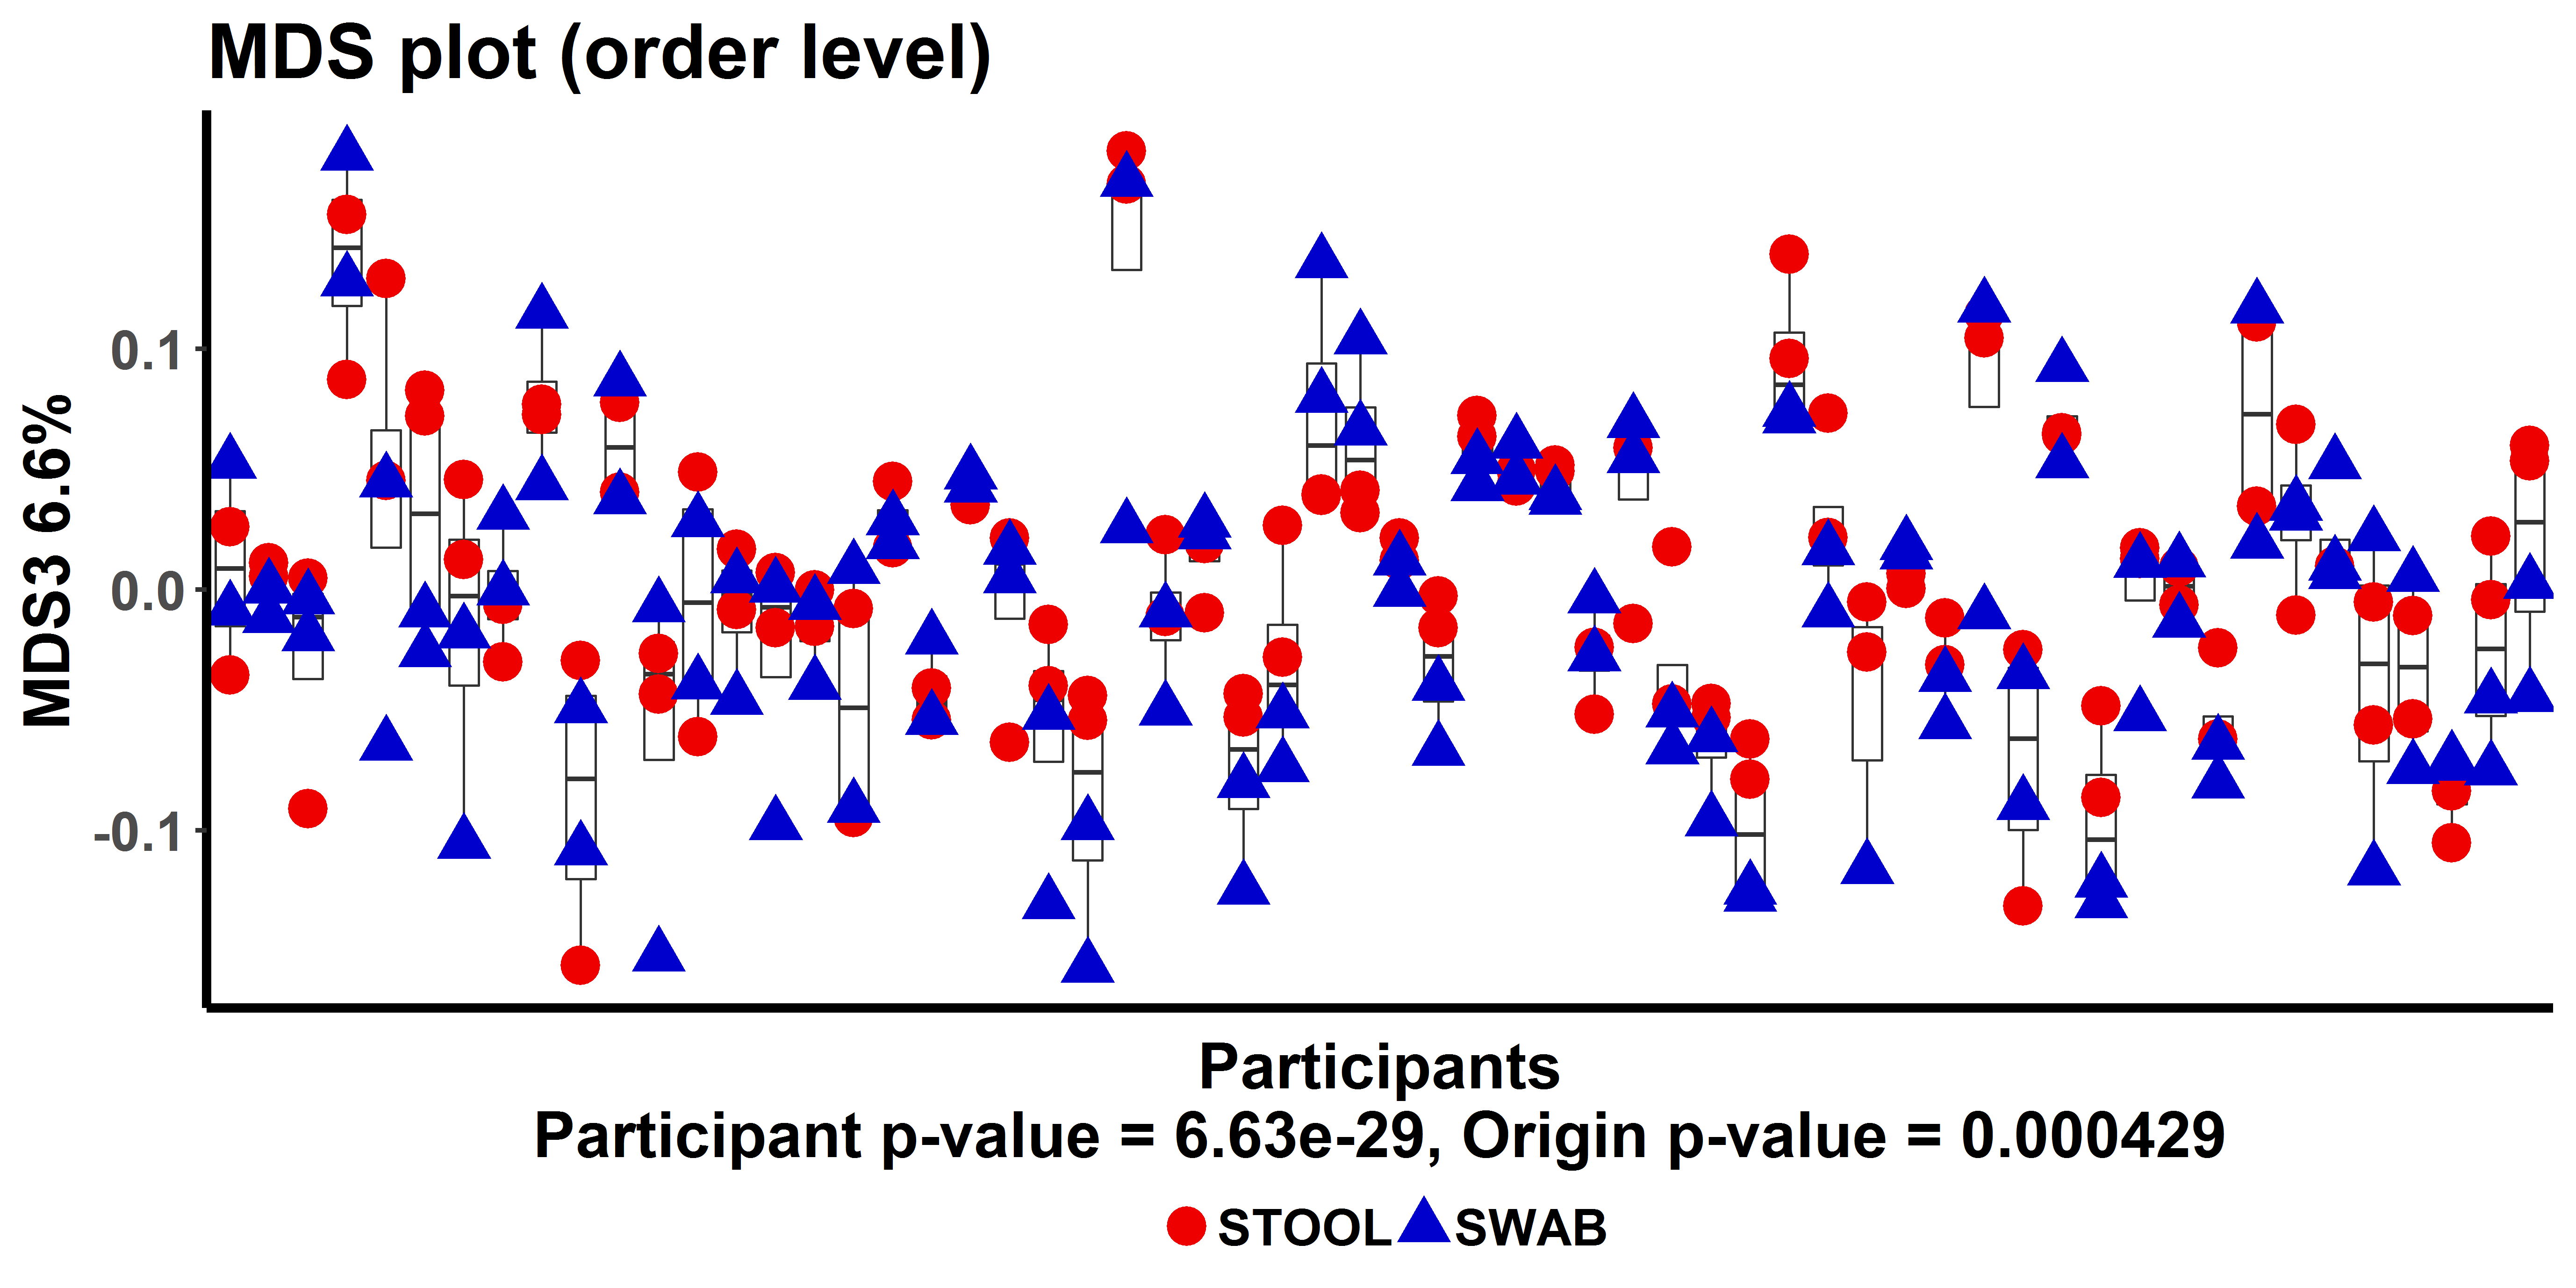 MDS plot (order level)
MDS3 6.6%
0.1
0.0
-0.1
Participants
Participant p-value = 6.63e-29, Origin p-value = 0.000429
STOOL SWAB